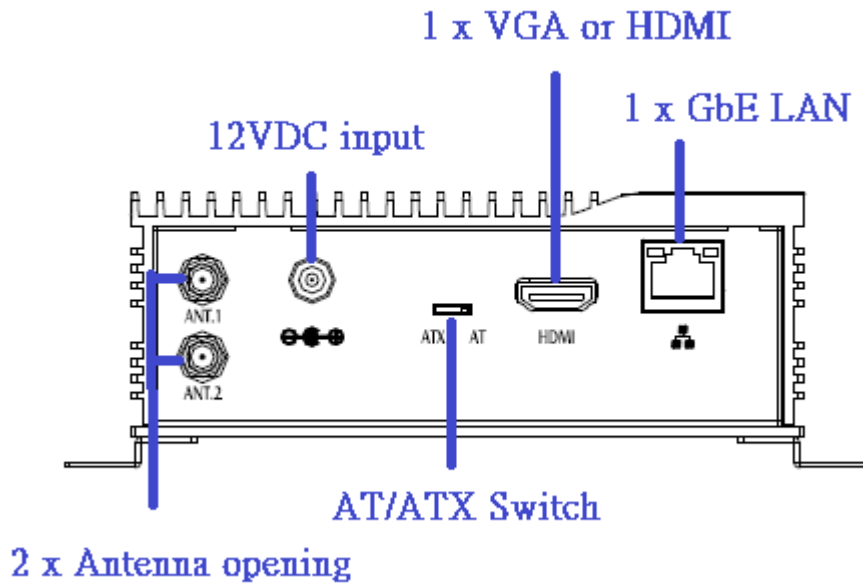 1 x VGA or HDMI
1 x GbE LAN
12VDC input
ANT.1
ATX AT
HDMI
ANT.2
AT/ATX Switch
2 x Antenna opening